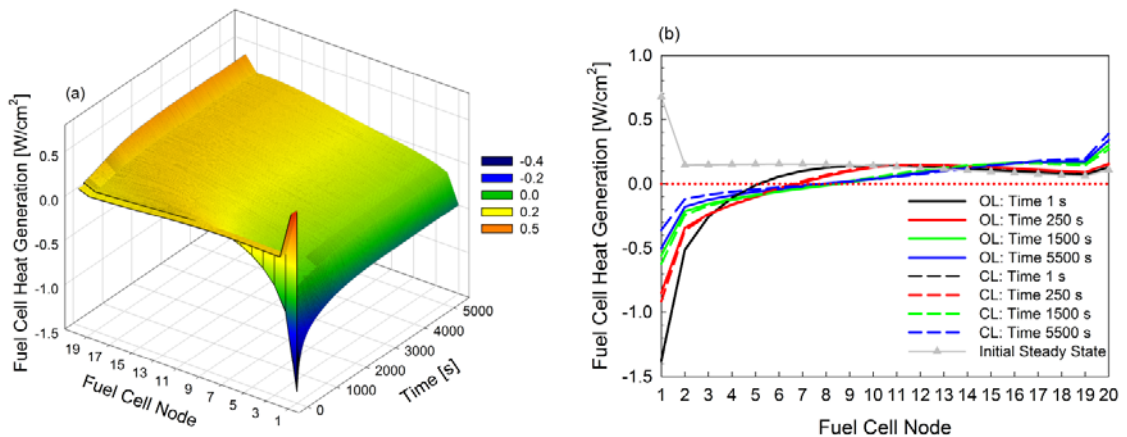 (a)
Fuel Cell Heat Generation [W/cm²]
0.5
0.0
-0.5
-1.0
-1.5
19 17 15 13 11 9 7 5 3 1
Fuel Cell Node
0 1000 2000 3000 4000 5000
Time [s]
-0.4
-0.2
0.0
0.2
0.5
(b)
Fuel Cell Heat Generation [W/cm²]
1.0
0.5
0.0
-0.5
-1.0
-1.5
OL: Time 1 s
OL: Time 250 s
OL: Time 1500 s
OL: Time 5500 s
CL: Time 1 s
CL: Time 250 s
CL: Time 1500 s
CL: Time 5500 s
Initial Steady State
1 2 3 4 5 6 7 8 9 10 11 12 13 14 15 16 17 18 19 20
Fuel Cell Node